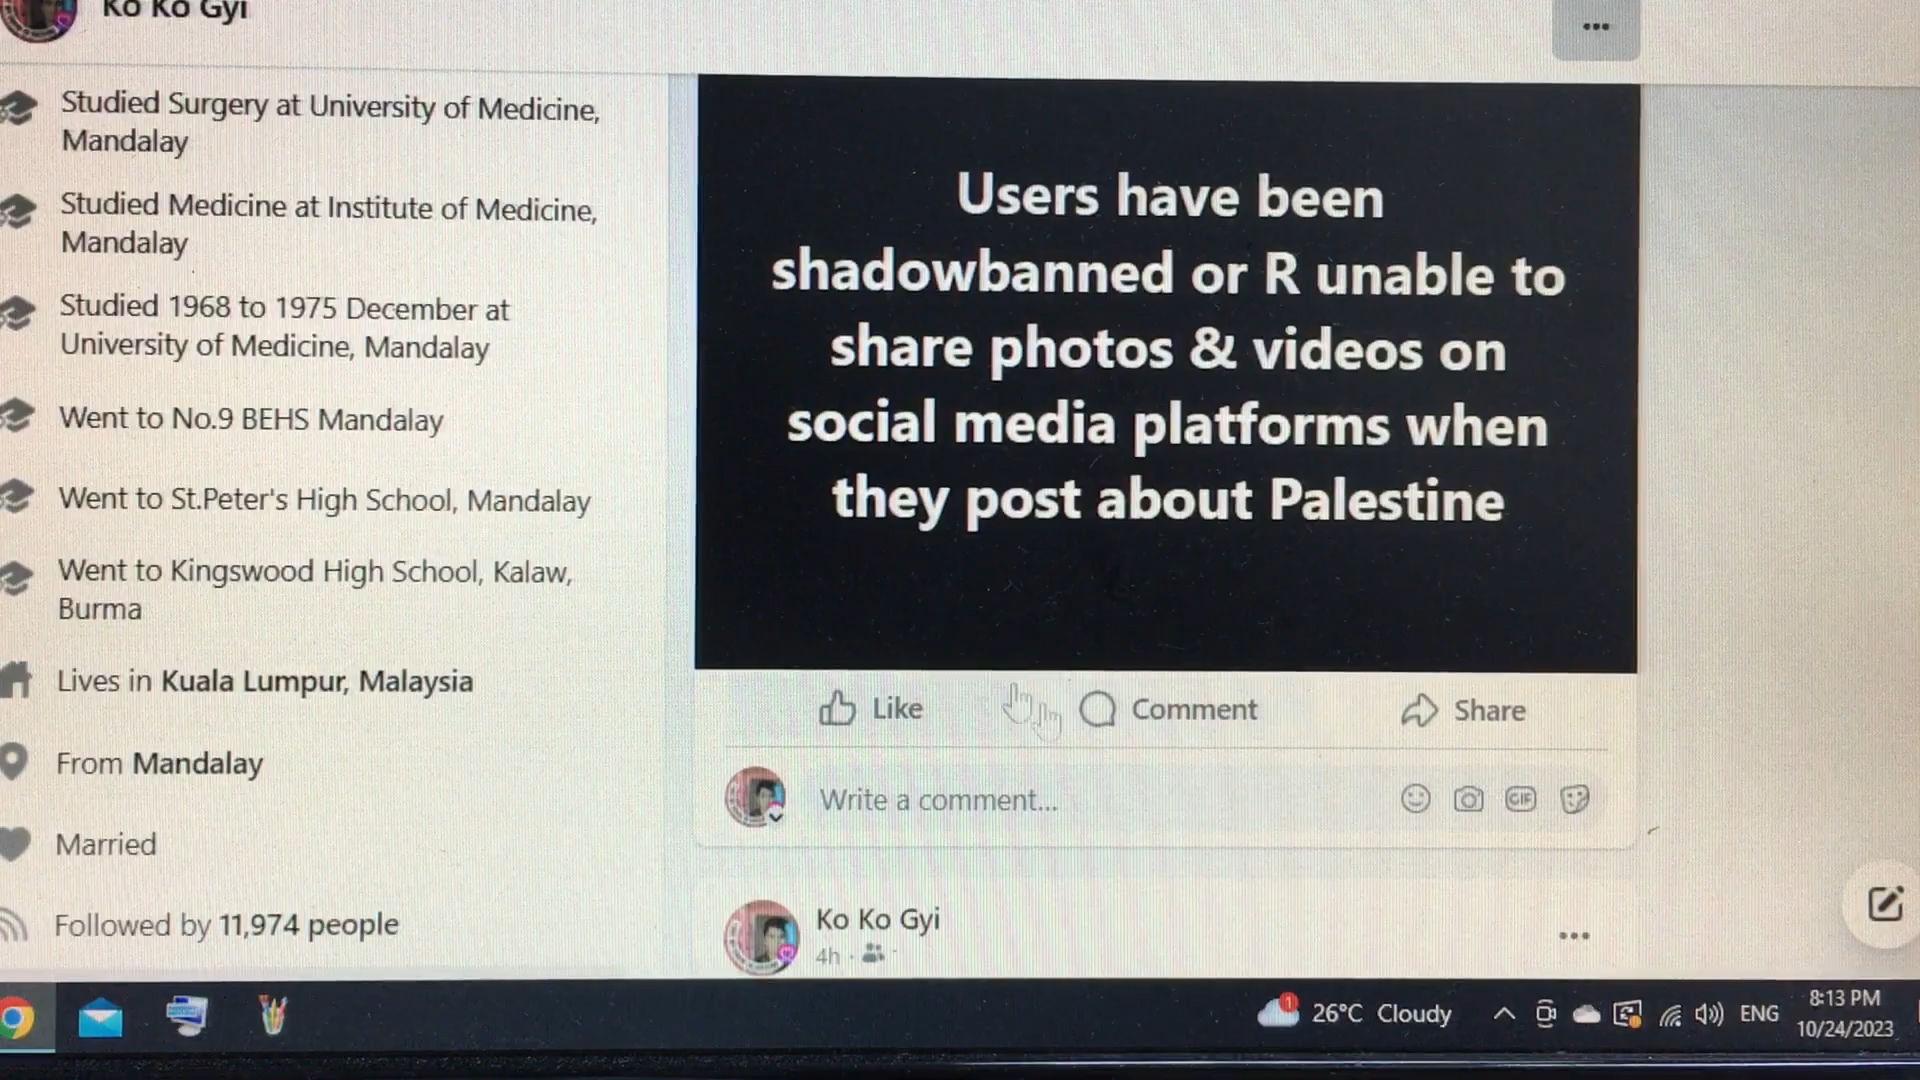 Ko Ko Gyi
Studied Surgery at University of Medicine,
Mandalay
Studied Medicine at Institute of Medicine,
Mandalay
Studied 1968 to 1975 December at
University of Medicine, Mandalay
Went to No.9 BEHS Mandalay
Went to St.Peter's High School, Mandalay
Went to Kingswood High School, Kalaw,
Burma
Lives in Kuala Lumpur, Malaysia
From Mandalay
Married
Followed by 11,974 people
Users have been
shadowbanned or R unable to
share photos & videos on
social media platforms when
they post about Palestine
Like Comment Share
Write a comment...
GIF
Ko Ko Gyi
4h
1 26°C Cloudy
ENG
8:13 PM
10/24/2023